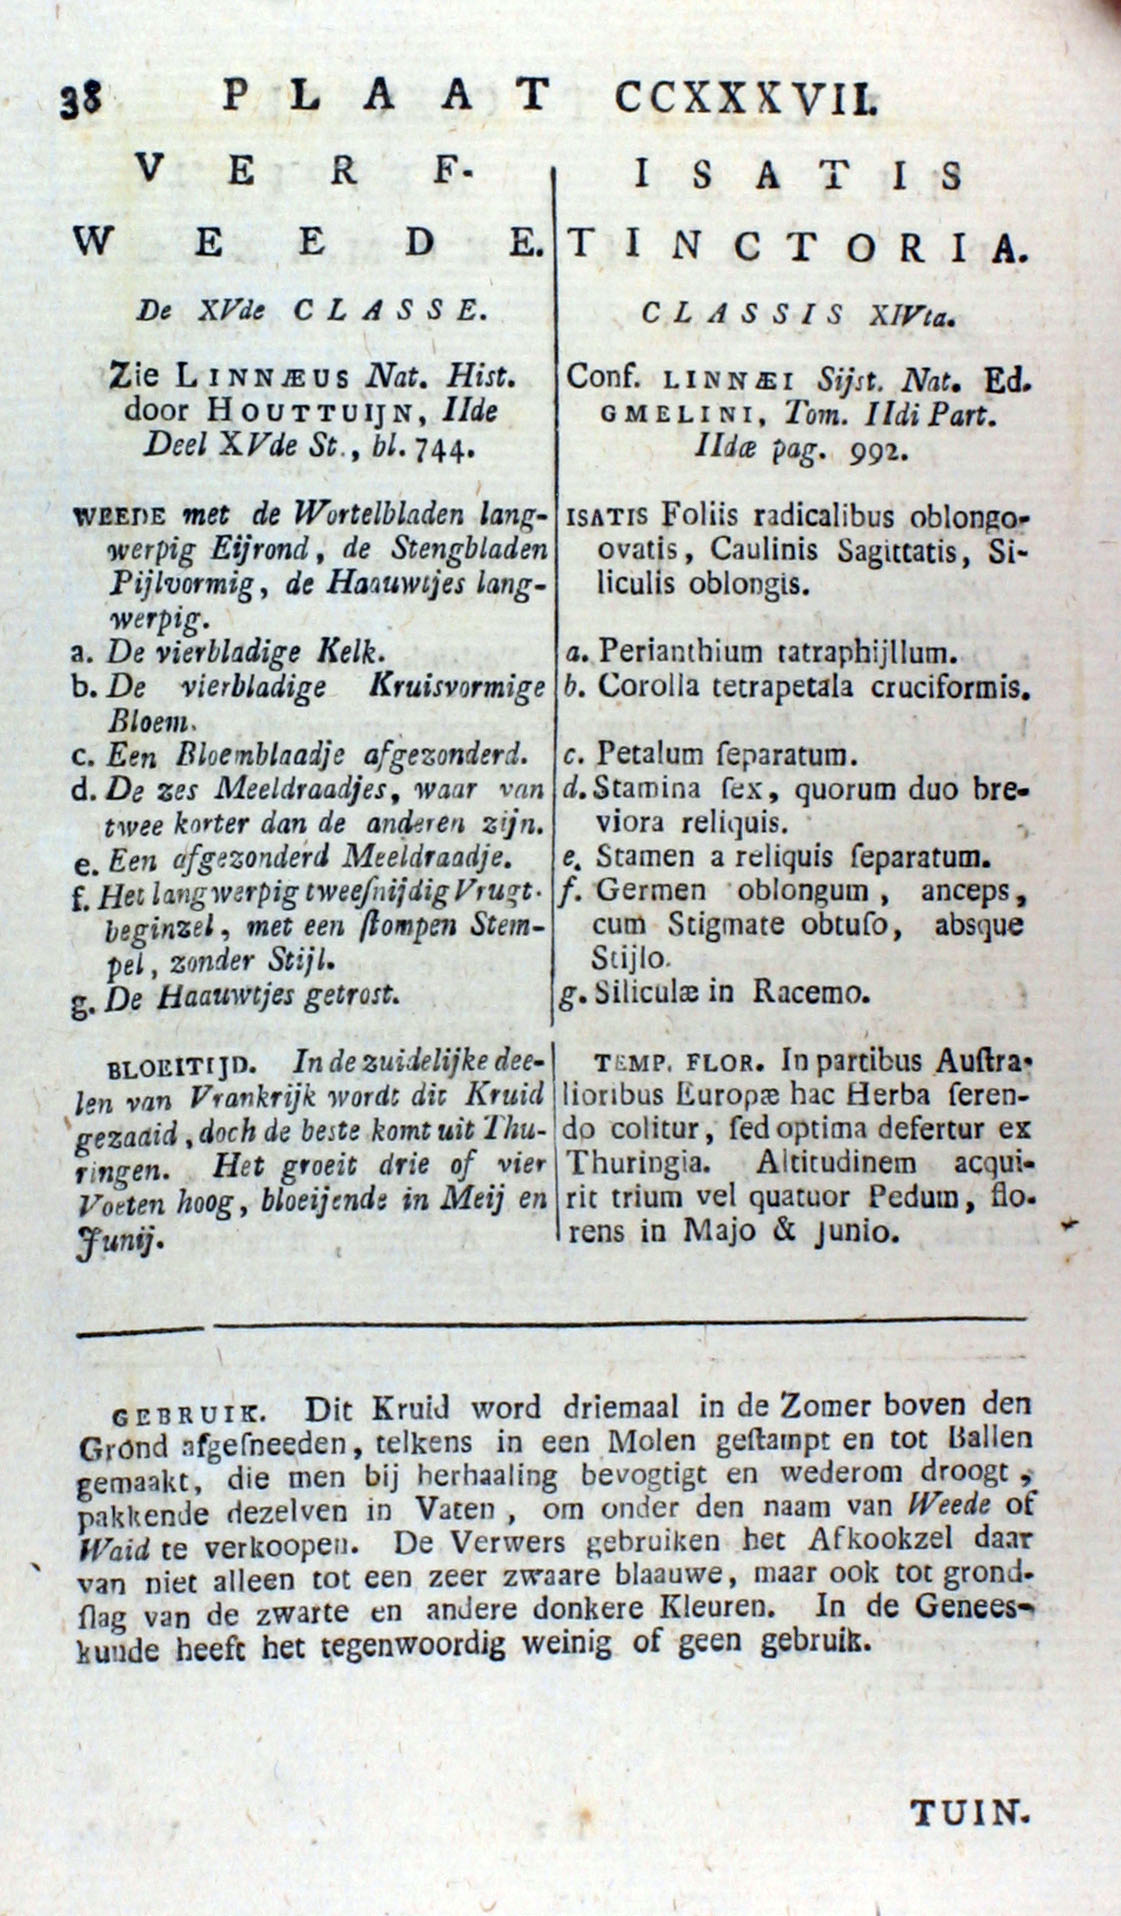 38 PLAAT CCXXXVII.
VERF-
WEEDE.
De XVde CLASSE.
Zie LINNÆUS Nat. Hist.
door HOUTTUIJN, IIde
Deel XVde St., bl. 744.
WEEDE met de Wortelbladen lang-
werpig Eijrond, de Stengbladen
Pijlvormig, de Haauwtjes lang-
werpig.
a. De vierbladige Kelk.
b. De vierbladige Kruisvormige
Bloem.
c. Een Bloemblaadje afgezonderd.
d. De zes Meeldraadjes, waar van
twee korter dan de anderen zijn.
e. Een afgezonderd Meeldraadje.
f. Het langwerpig tweeſnijdig Vrugt-
beginzel, met een ſtompen Stem-
pel, zonder Stijl.
g. De Haauwtjes getrost.
BLOEITIJD. In de zuidelijke dee-
len van Vrankrijk wordt dit Kruid
gezaaid, doch de beste komt uit Thu-
ringen. Het groeit drie of vier
Voeten hoog, bloeijende in Meij en
Junij.
ISATIS
TINCTORIA.
CLASSIS XIVta.
Conf. LINNÆI Sijst. Nat. Ed.
GMELINI, Tom. IIdi Part.
IIdæ pag. 992.
ISATIS Foliis radicalibus oblongo-
ovatis, Caulinis Sagittatis, Si-
liculis oblongis.
a. Perianthium tatraphijllum.
b. Corolla tetrapetala cruciformis.
c. Petalum ſeparatum.
d. Stamina ſex, quorum duo bre-
viora reliquis.
e. Stamen a reliquis ſeparatum.
f. Germen oblongum, anceps,
cum Stigmate obtuſo, absque
Stijlo.
g. Siliculæ in Racemo.
TEMP. FLOR. In partibus Auſtra-
lioribus Europæ hac Herba ſeren-
do colitur, ſed optima defertur ex
Thuringia. Altitudinem acqui-
rit trium vel quatuor Pedum, flo-
rens in Majo & Junio.
GEBRUIK. Dit Kruid word driemaal in de Zomer boven den
Grond afgeſneeden, telkens in een Molen geſtampt en tot Ballen
gemaakt, die men bij herhaaling bevogtigt en wederom droogt,
pakkende dezelven in Vaten, om onder den naam van Weede of
Waid te verkoopen. De Verwers gebruiken het Afkookzel daar
van niet alleen tot een zeer zwaare blaauwe, maar ook tot grond-
ſlag van de zwarte en andere donkere Kleuren. In de Genees-
kunde heeft het tegenwoordig weinig of geen gebruik.
TUIN.